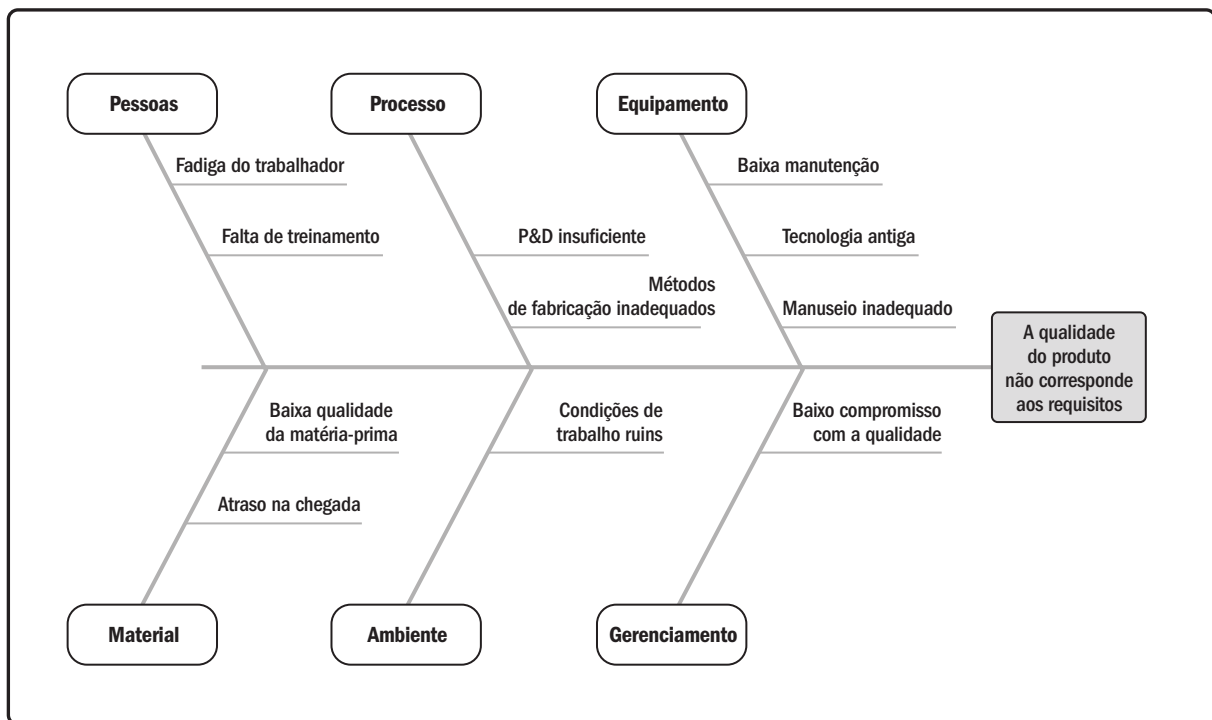 Pessoas
Processo
Equipamento
Fadiga do trabalhador
Falta de treinamento
P&D insuficiente
Métodos
de fabricação inadequados
Baixa manutenção
Tecnologia antiga
Manuseio inadequado
A qualidade
do produto
não corresponde
aos requisitos
Baixa qualidade
da matéria-prima
Atraso na chegada
Condições de
trabalho ruins
Baixo compromisso
com a qualidade
Material
Ambiente
Gerenciamento